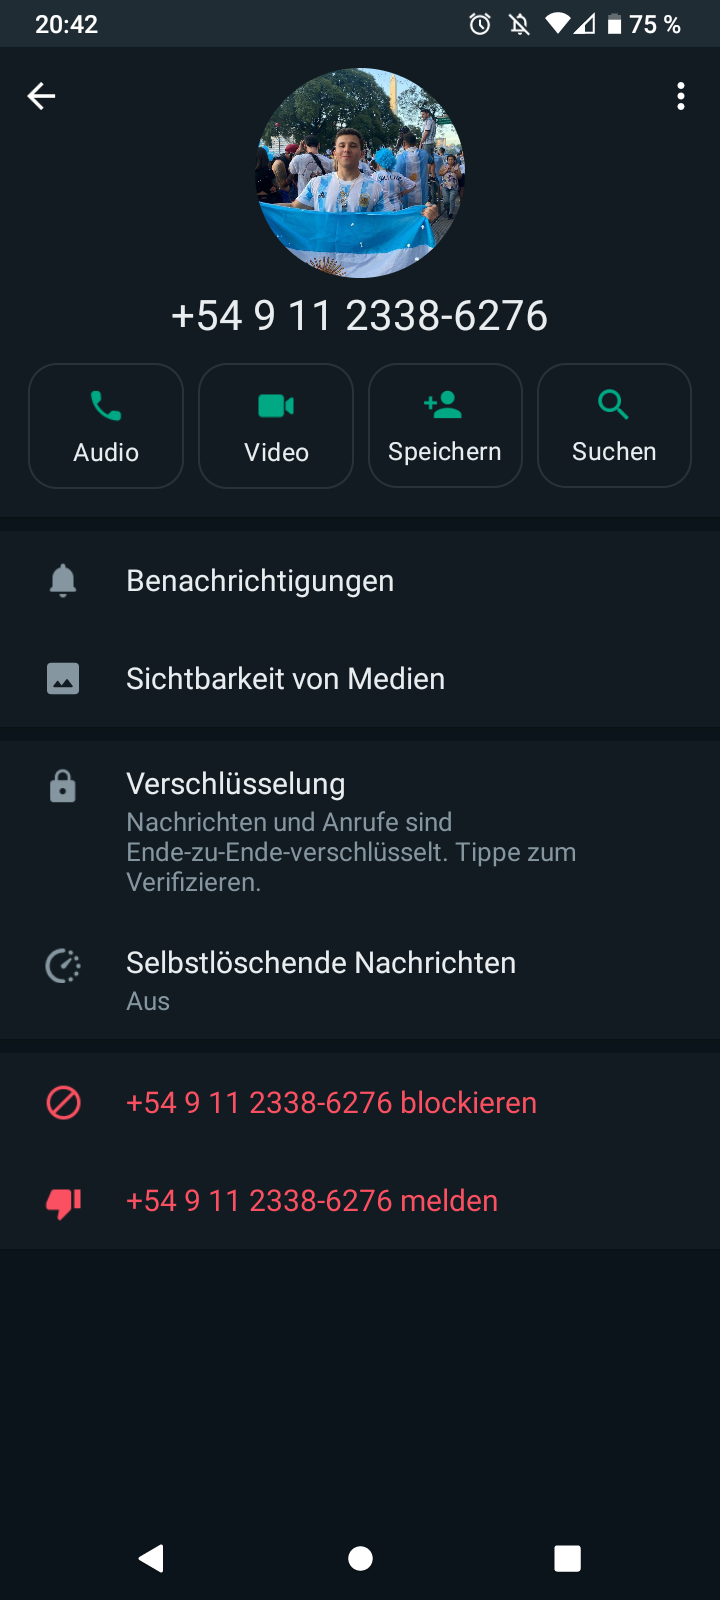 20:42
75 %
+54 9 11 2338-6276
Audio
Video
Speichern
Suchen
Benachrichtigungen
Sichtbarkeit von Medien
Verschlüsselung
Nachrichten und Anrufe sind
Ende-zu-Ende-verschlüsselt. Tippe zum
Verifizieren.
Selbstlöschende Nachrichten
Aus
+54 9 11 2338-6276 blockieren
+54 9 11 2338-6276 melden